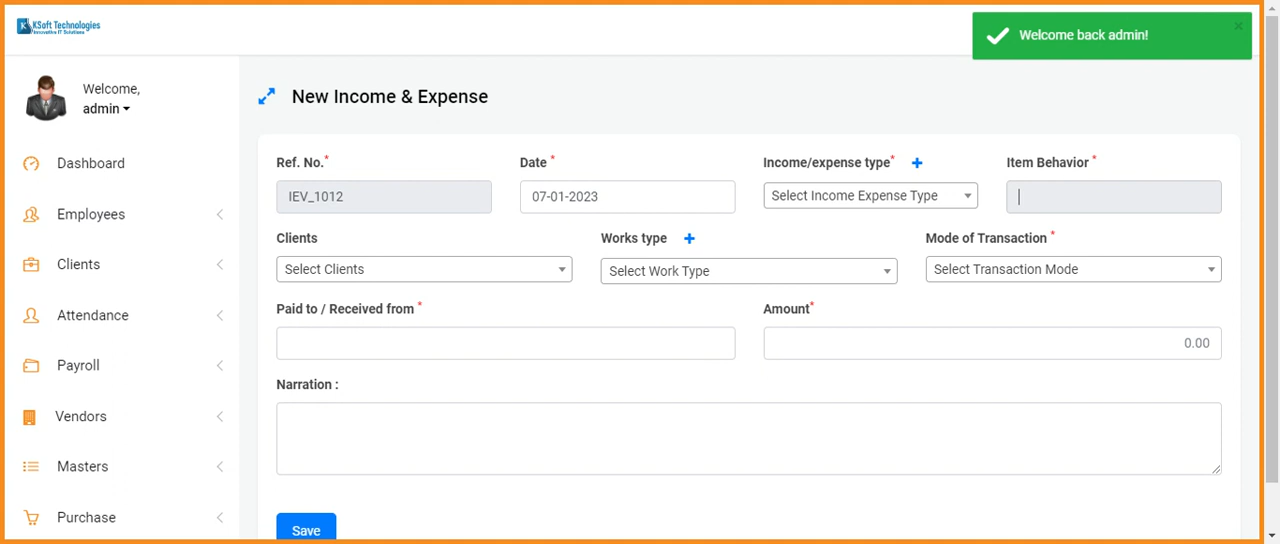 KSoft Technologies
Innovative IT Solutions
Welcome back admin!
×
Welcome,
admin
Dashboard
Employees
Clients
Attendance
Payroll
Vendors
Masters
Purchase
New Income & Expense
Ref. No.* Date * Income/expense type* + Item Behavior *
IEV_1012 07-01-2023 Select Income Expense Type
Clients Works type + Mode of Transaction *
Select Clients Select Work Type Select Transaction Mode
Paid to / Received from * Amount*
0.00
Narration :
Save